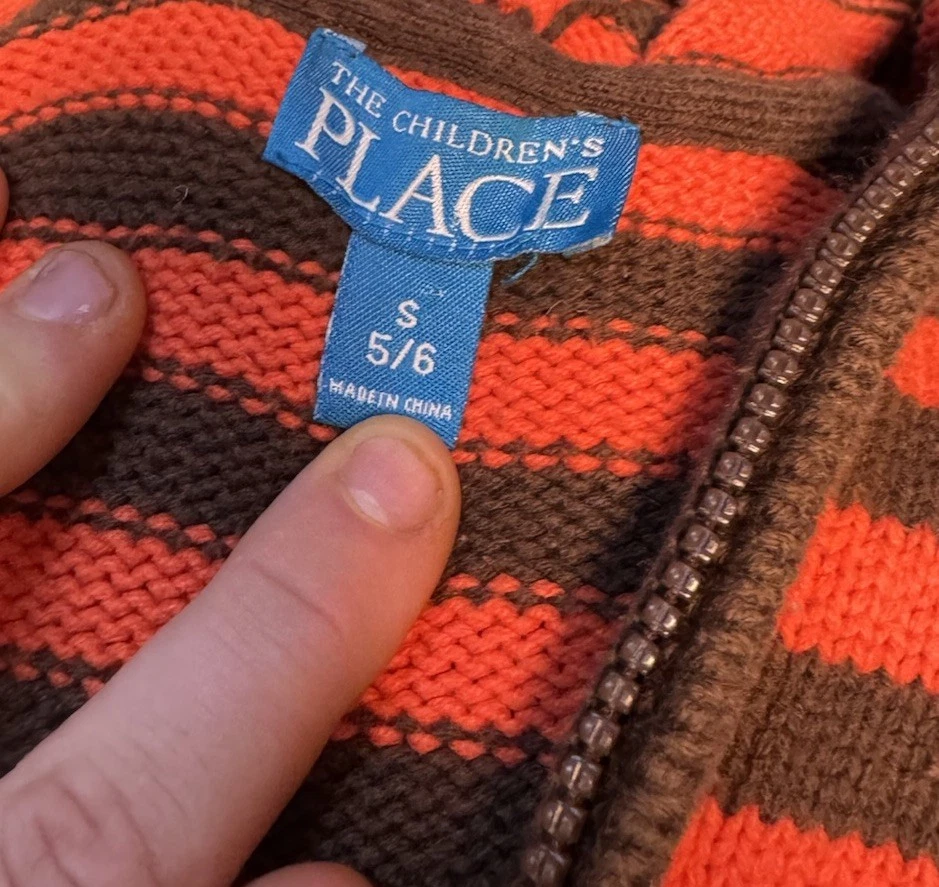 THE CHILDREN'S
PLACE
S
5/6
MADE IN CHINA